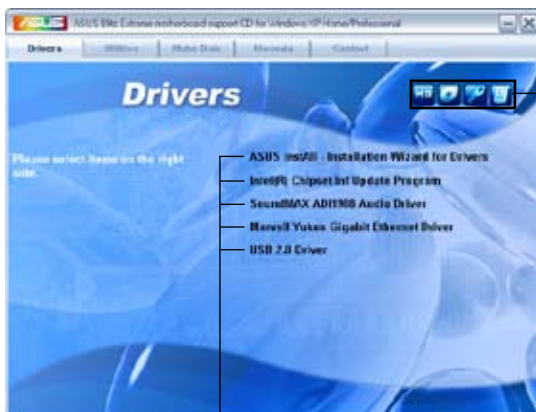 ASUS
ASUS Elite Extreme motherboard support CD for Windows XP Home/Professional
Drivers Utilities Make Disk Manuals Contact
Drivers
Please select items on the right
side.
ASUS InstAll - Installation Wizard for Drivers
Intel(R) Chipset Inf Update Program
SoundMAX ADI1988 Audio Driver
Marvell Yukon Gigabit Ethernet Driver
USB 2.0 Driver